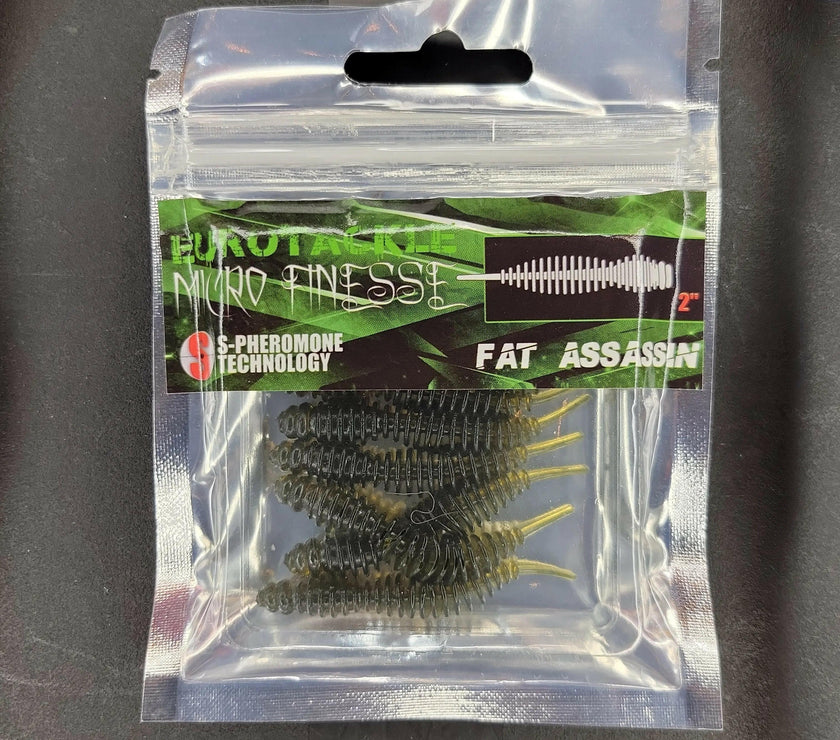 EUROTACKLE
MICRO FINESSE
2"
S S-PHEROMONE
TECHNOLOGY
FAT ASSASSIN